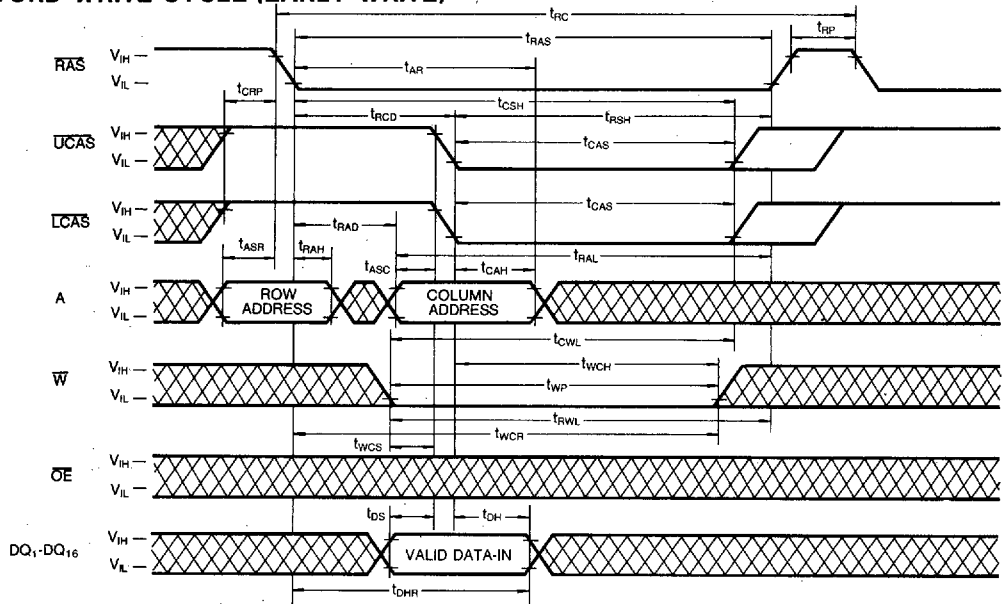 WORD WRITE CYCLE (EARLY WRITE)
tRC
tRAS
tRP
RAS
VIH
VIL
tAR
tCRP
tCSH
tRCD
tRSH
UCAS
VIH
VIL
tCAS
LCAS
VIH
VIL
tCAS
tRAD
tRAL
tASR
tRAH
tASC
tCAH
A
VIH
VIL
ROW ADDRESS
COLUMN ADDRESS
tCWL
W
VIH
VIL
tWCH
tWP
tRWL
tWCR
tWCS
OE
VIH
VIL
tDS
tDH
DQ1-DQ16
VIH
VIL
VALID DATA-IN
tDHR